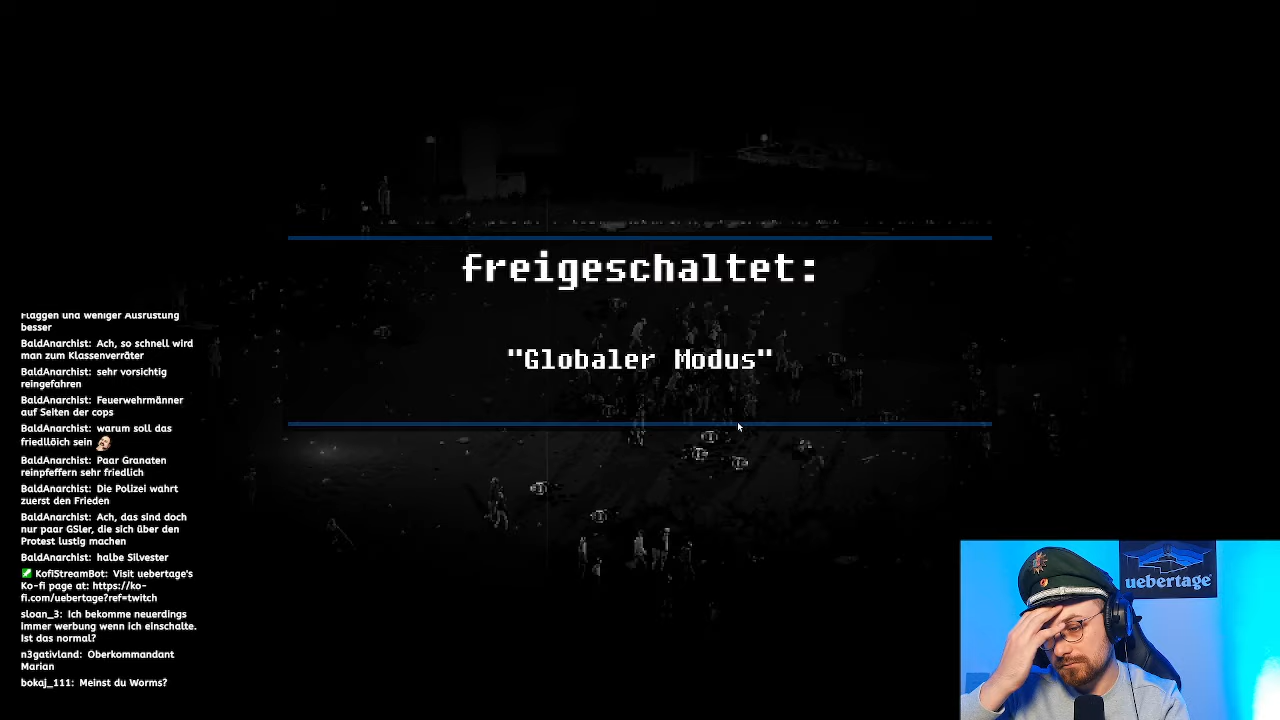 freigeschaltet:
"Globaler Modus"
Flaggen und weniger Ausrüstung
besser
BaldAnarchist: Ach, so schnell wird
man zum Klassenverräter
BaldAnarchist: sehr vorsichtig
reingefahren
BaldAnarchist: Feuerwehrmänner
auf Seiten der cops
BaldAnarchist: warum soll das
friedllöich sein
BaldAnarchist: Paar Granaten
reinpfeffern sehr friedlich
BaldAnarchist: Die Polizei wahrt
zuerst den Frieden
BaldAnarchist: Ach, das sind doch
nur paar GSler, die sich über den
Protest lustig machen
BaldAnarchist: halbe Silvester
KofiStreamBot: Visit uebertage's
Ko-fi page at: https://ko-
fi.com/uebertage?ref=twitch
sloan_3: Ich bekomme neuerdings
immer werbung wenn ich einschalte.
Ist das normal?
n3gativland: Oberkommandant
Marian
bokaj_111: Meinst du Worms?
uebertage